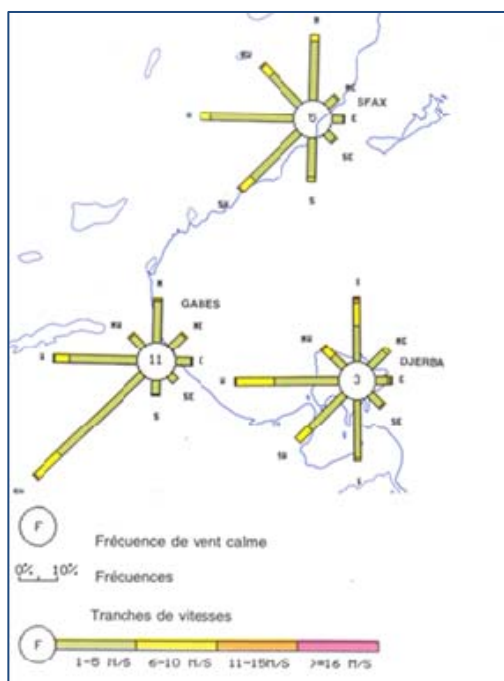 N
NW
NE
SFAX
W
E
SE
SW
S
N
GABES
NW
NE
W
11
E
SE
S
NW
NE
DJERBA
W
3
E
SE
SW
F
Frécuence de vent calme
0% 10%
Frécuences
Tranches de vitesses
F
1-5 M/S 6-10 M/S 11-15M/S >=16 M/S